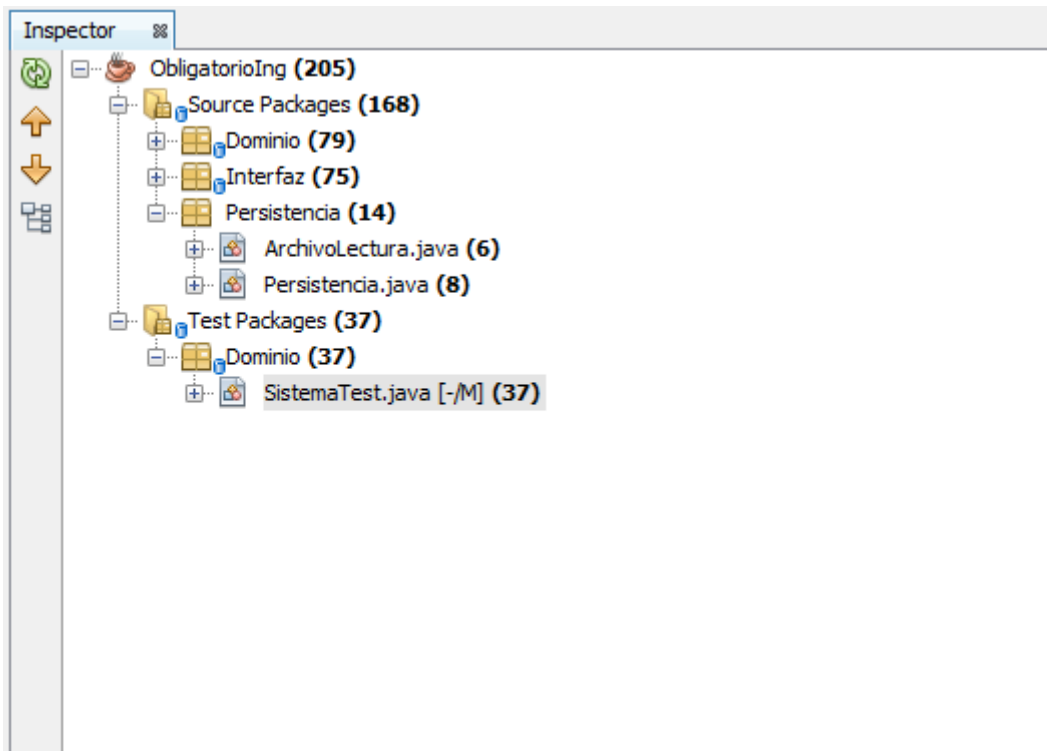 Inspector
ObligatorioIng (205)
Source Packages (168)
Dominio (79)
Interfaz (75)
Persistencia (14)
ArchivoLectura.java (6)
Persistencia.java (8)
Test Packages (37)
Dominio (37)
SistemaTest.java [-/M] (37)